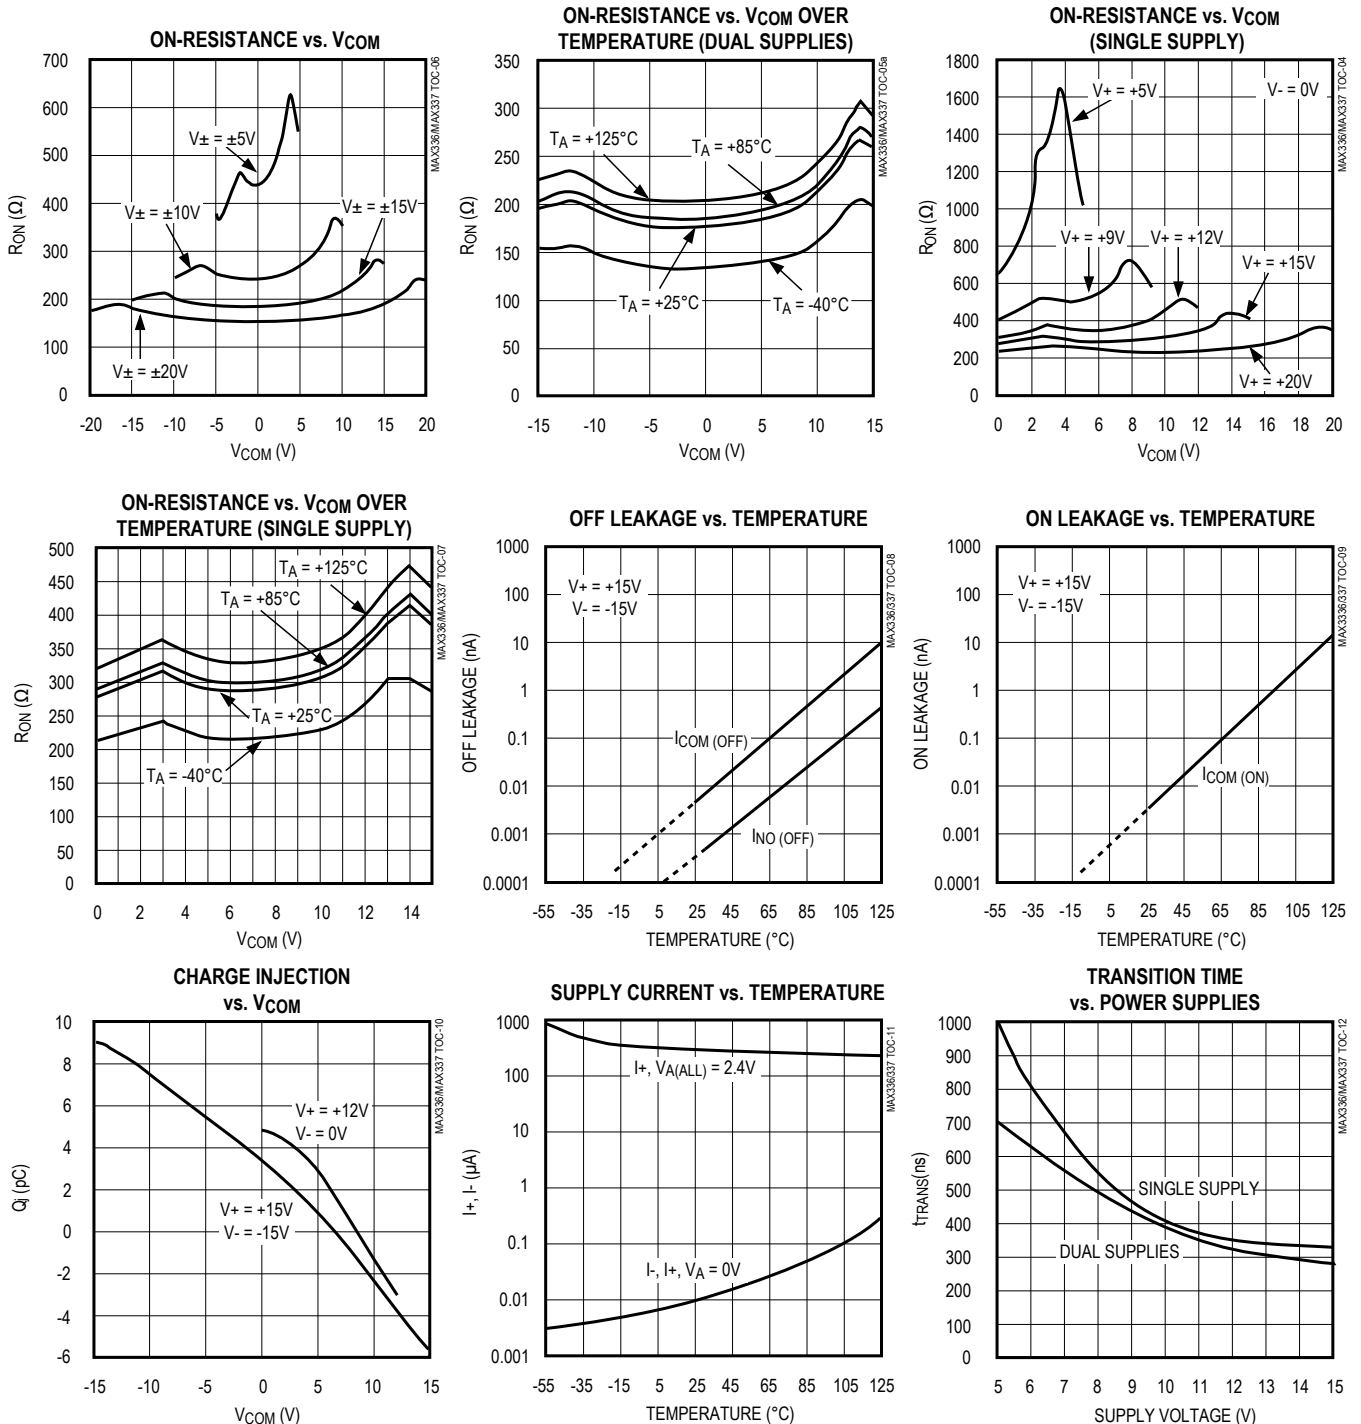 ON-RESISTANCE vs. VCOM
700
600
500
400
300
200
100
0
RON (Ω)
V± = ±5V
V± = ±10V
V± = ±15V
V± = ±20V
-20 -15 -10 -5 0 5 10 15 20
VCOM (V)
MAX336/MAX337 TOC-06
ON-RESISTANCE vs. VCOM OVER
TEMPERATURE (DUAL SUPPLIES)
350
300
250
200
150
100
50
0
RON (Ω)
TA = +125°C
TA = +85°C
TA = +25°C
TA = -40°C
-15 -10 -5 0 5 10 15
VCOM (V)
MAX336/MAX337 TOC-05a
ON-RESISTANCE vs. VCOM
(SINGLE SUPPLY)
1800
1600
1400
1200
1000
800
600
400
200
0
RON (Ω)
V+ = +5V
V- = 0V
V+ = +9V
V+ = +12V
V+ = +15V
V+ = +20V
0 2 4 6 8 10 12 14 16 18 20
VCOM (V)
MAX336/MAX337 TOC-04
ON-RESISTANCE vs. VCOM OVER
TEMPERATURE (SINGLE SUPPLY)
500
450
400
350
300
250
200
150
100
50
0
RON (Ω)
TA = +125°C
TA = +85°C
TA = +25°C
TA = -40°C
0 2 4 6 8 10 12 14
VCOM (V)
MAX336/MAX337 TOC-07
OFF LEAKAGE vs. TEMPERATURE
1000
100
10
1
0.1
0.01
0.001
0.0001
OFF LEAKAGE (nA)
V+ = +15V
V- = -15V
ICOM (OFF)
INO (OFF)
-55 -35 -15 5 25 45 65 85 105 125
TEMPERATURE (°C)
MAX3336/337 TOC-08
ON LEAKAGE vs. TEMPERATURE
1000
100
10
1
0.1
0.01
0.001
0.0001
ON LEAKAGE (nA)
V+ = +15V
V- = -15V
ICOM (ON)
-55 -35 -15 5 25 45 65 85 105 125
TEMPERATURE (°C)
MAX3336/337 TOC-09
CHARGE INJECTION
vs. VCOM
10
8
6
4
2
0
-2
-4
-6
Qj (pC)
V+ = +12V
V- = 0V
V+ = +15V
V- = -15V
-15 -10 -5 0 5 10 15
VCOM (V)
MAX336/MAX337 TOC-10
SUPPLY CURRENT vs. TEMPERATURE
1000
100
10
1
0.1
0.01
0.001
I+, I- (µA)
I+, VA(ALL) = 2.4V
I-, I+, VA = 0V
-55 -35 -15 5 25 45 65 85 105 125
TEMPERATURE (°C)
MAX336/337 TOC-11
TRANSITION TIME
vs. POWER SUPPLIES
1000
900
800
700
600
500
400
300
200
100
0
tTRANS(ns)
SINGLE SUPPLY
DUAL SUPPLIES
5 6 7 8 9 10 11 12 13 14 15
SUPPLY VOLTAGE (V)
MAX336/MAX337 TOC-12